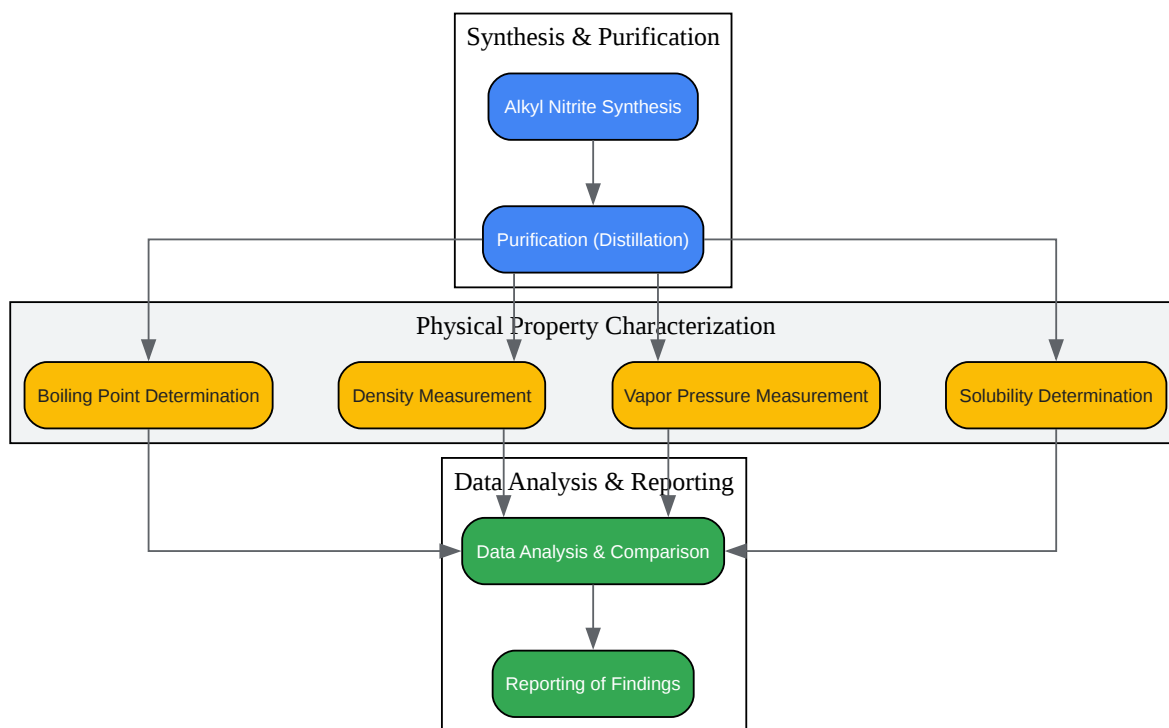 Synthesis & Purification
Alkyl Nitrite Synthesis
Purification (Distillation)
Physical Property Characterization
Boiling Point Determination
Density Measurement
Vapor Pressure Measurement
Solubility Determination
Data Analysis & Reporting
Data Analysis & Comparison
Reporting of Findings